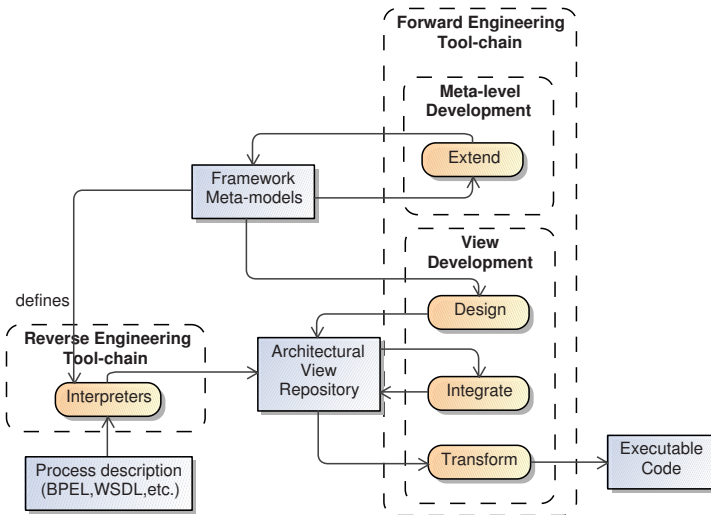 Forward Engineering
Tool-chain
Meta-level
Development
Extend
Framework
Meta-models
View
Development
defines
Design
Reverse Engineering
Tool-chain
Architectural
View
Repository
Interpreters
Integrate
Transform
Executable
Code
Process description
(BPEL,WSDL,etc.)